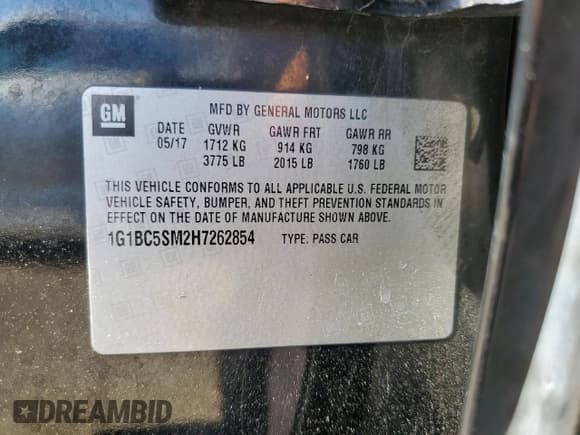 GM
MFD BY GENERAL MOTORS LLC
DATE GVWR GAWR FRT GAWR RR
05/17 1712 KG 914 KG 798 KG
3775 LB 2015 LB 1760 LB
THIS VEHICLE CONFORMS TO ALL APPLICABLE U.S. FEDERAL MOTOR
VEHICLE SAFETY, BUMPER, AND THEFT PREVENTION STANDARDS IN
EFFECT ON THE DATE OF MANUFACTURE SHOWN ABOVE.
1G1BC5SM2H7262854 TYPE: PASS CAR
DREAMBID